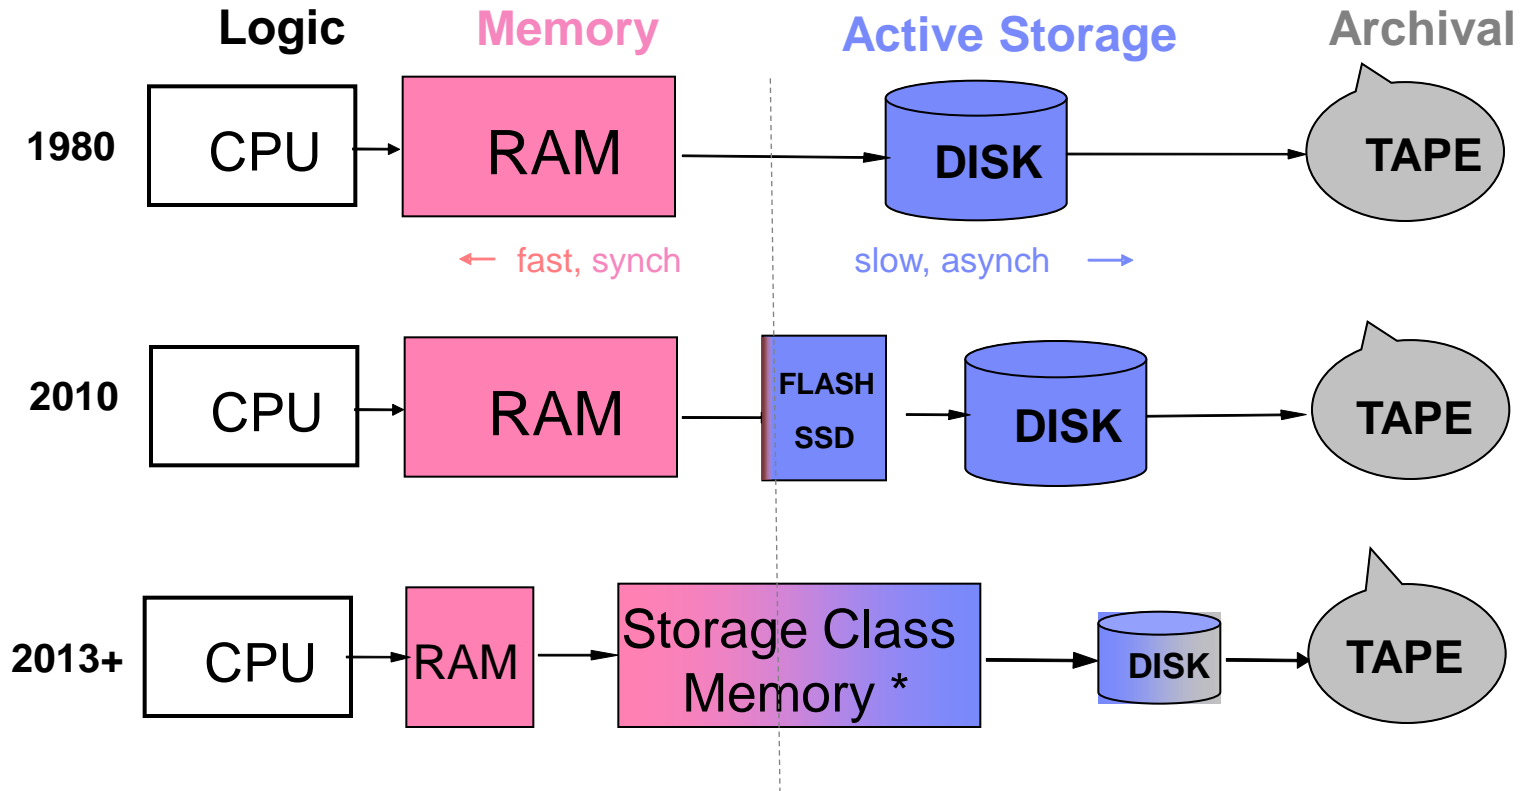 Logic Memory Active Storage Archival
1980 CPU RAM DISK TAPE
fast, synch slow, asynch
2010 CPU RAM FLASH SSD DISK TAPE
2013+ CPU RAM Storage Class Memory * DISK TAPE